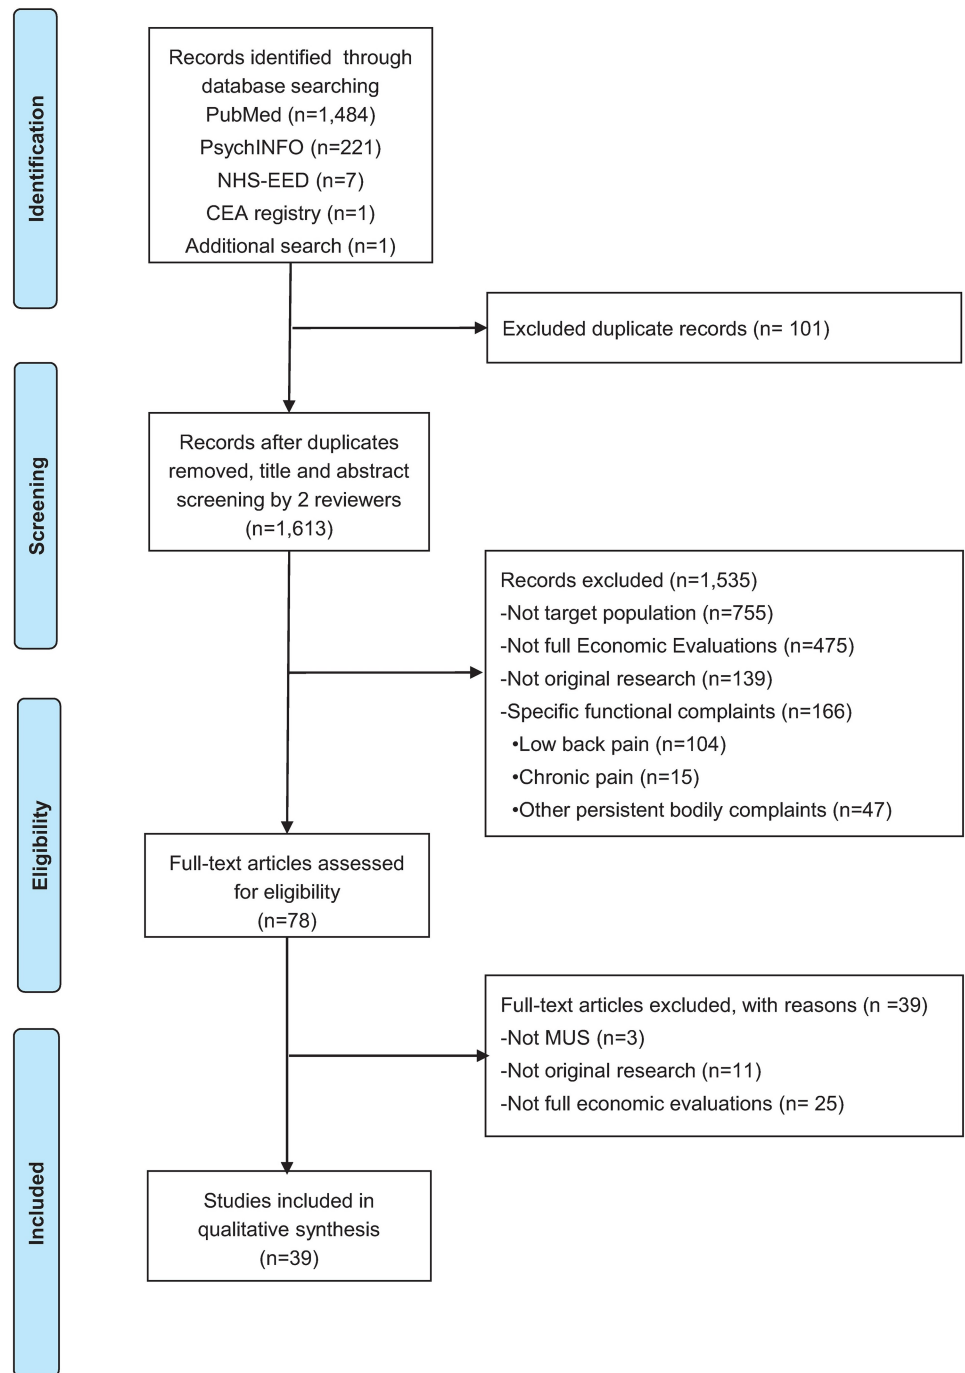 Identification
Records identified through
database searching
PubMed (n=1,484)
PsychINFO (n=221)
NHS-EED (n=7)
CEA registry (n=1)
Additional search (n=1)
Excluded duplicate records (n= 101)
Screening
Records after duplicates
removed, title and abstract
screening by 2 reviewers
(n=1,613)
Records excluded (n=1,535)
-Not target population (n=755)
-Not full Economic Evaluations (n=475)
-Not original research (n=139)
-Specific functional complaints (n=166)
•Low back pain (n=104)
•Chronic pain (n=15)
•Other persistent bodily complaints (n=47)
Eligibility
Full-text articles assessed
for eligibility
(n=78)
Full-text articles excluded, with reasons (n =39)
-Not MUS (n=3)
-Not original research (n=11)
-Not full economic evaluations (n= 25)
Included
Studies included in
qualitative synthesis
(n=39)